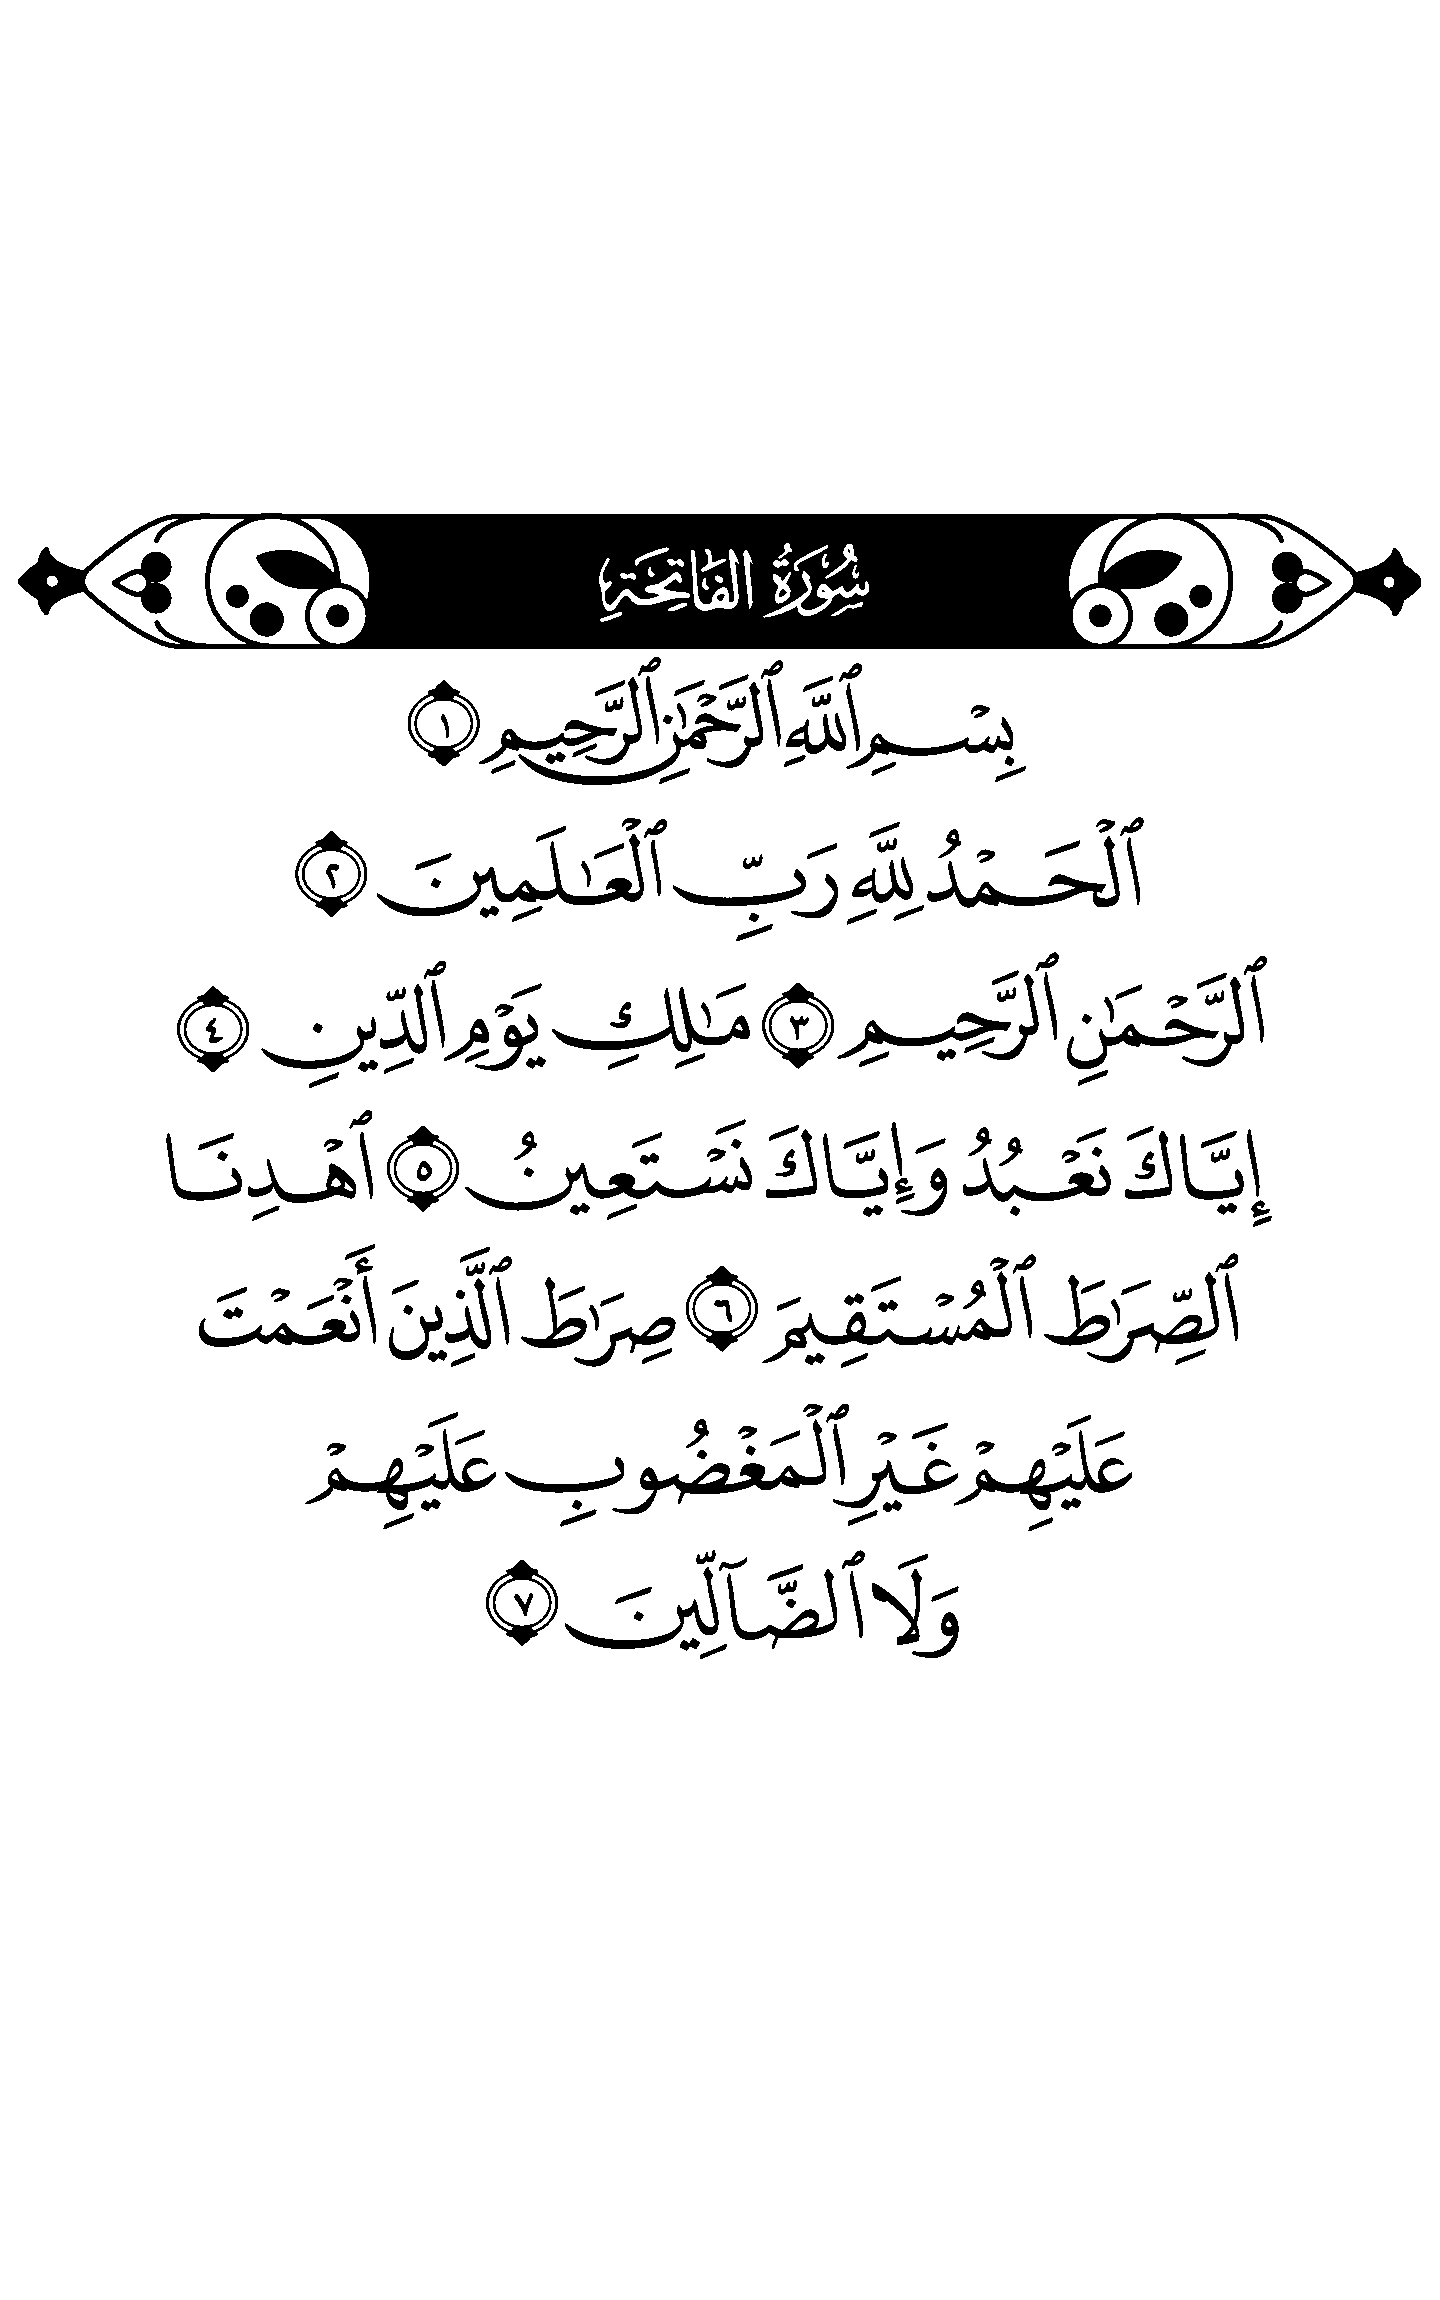 سُورَةُ الفَاتِحَةِ
بِسْمِ ٱللَّهِ ٱلرَّحْمَٰنِ ٱلرَّحِيمِ ١
ٱلْحَمْدُ لِلَّهِ رَبِّ ٱلْعَٰلَمِينَ ٢
ٱلرَّحْمَٰنِ ٱلرَّحِيمِ ٣ مَٰلِكِ يَوْمِ ٱلدِّينِ ٤
إِيَّاكَ نَعْبُدُ وَإِيَّاكَ نَسْتَعِينُ ٥ ٱهْدِنَا
ٱلصِّرَٰطَ ٱلْمُسْتَقِيمَ ٦ صِرَٰطَ ٱلَّذِينَ أَنْعَمْتَ
عَلَيْهِمْ غَيْرِ ٱلْمَغْضُوبِ عَلَيْهِمْ
وَلَا ٱلضَّآلِّينَ ٧